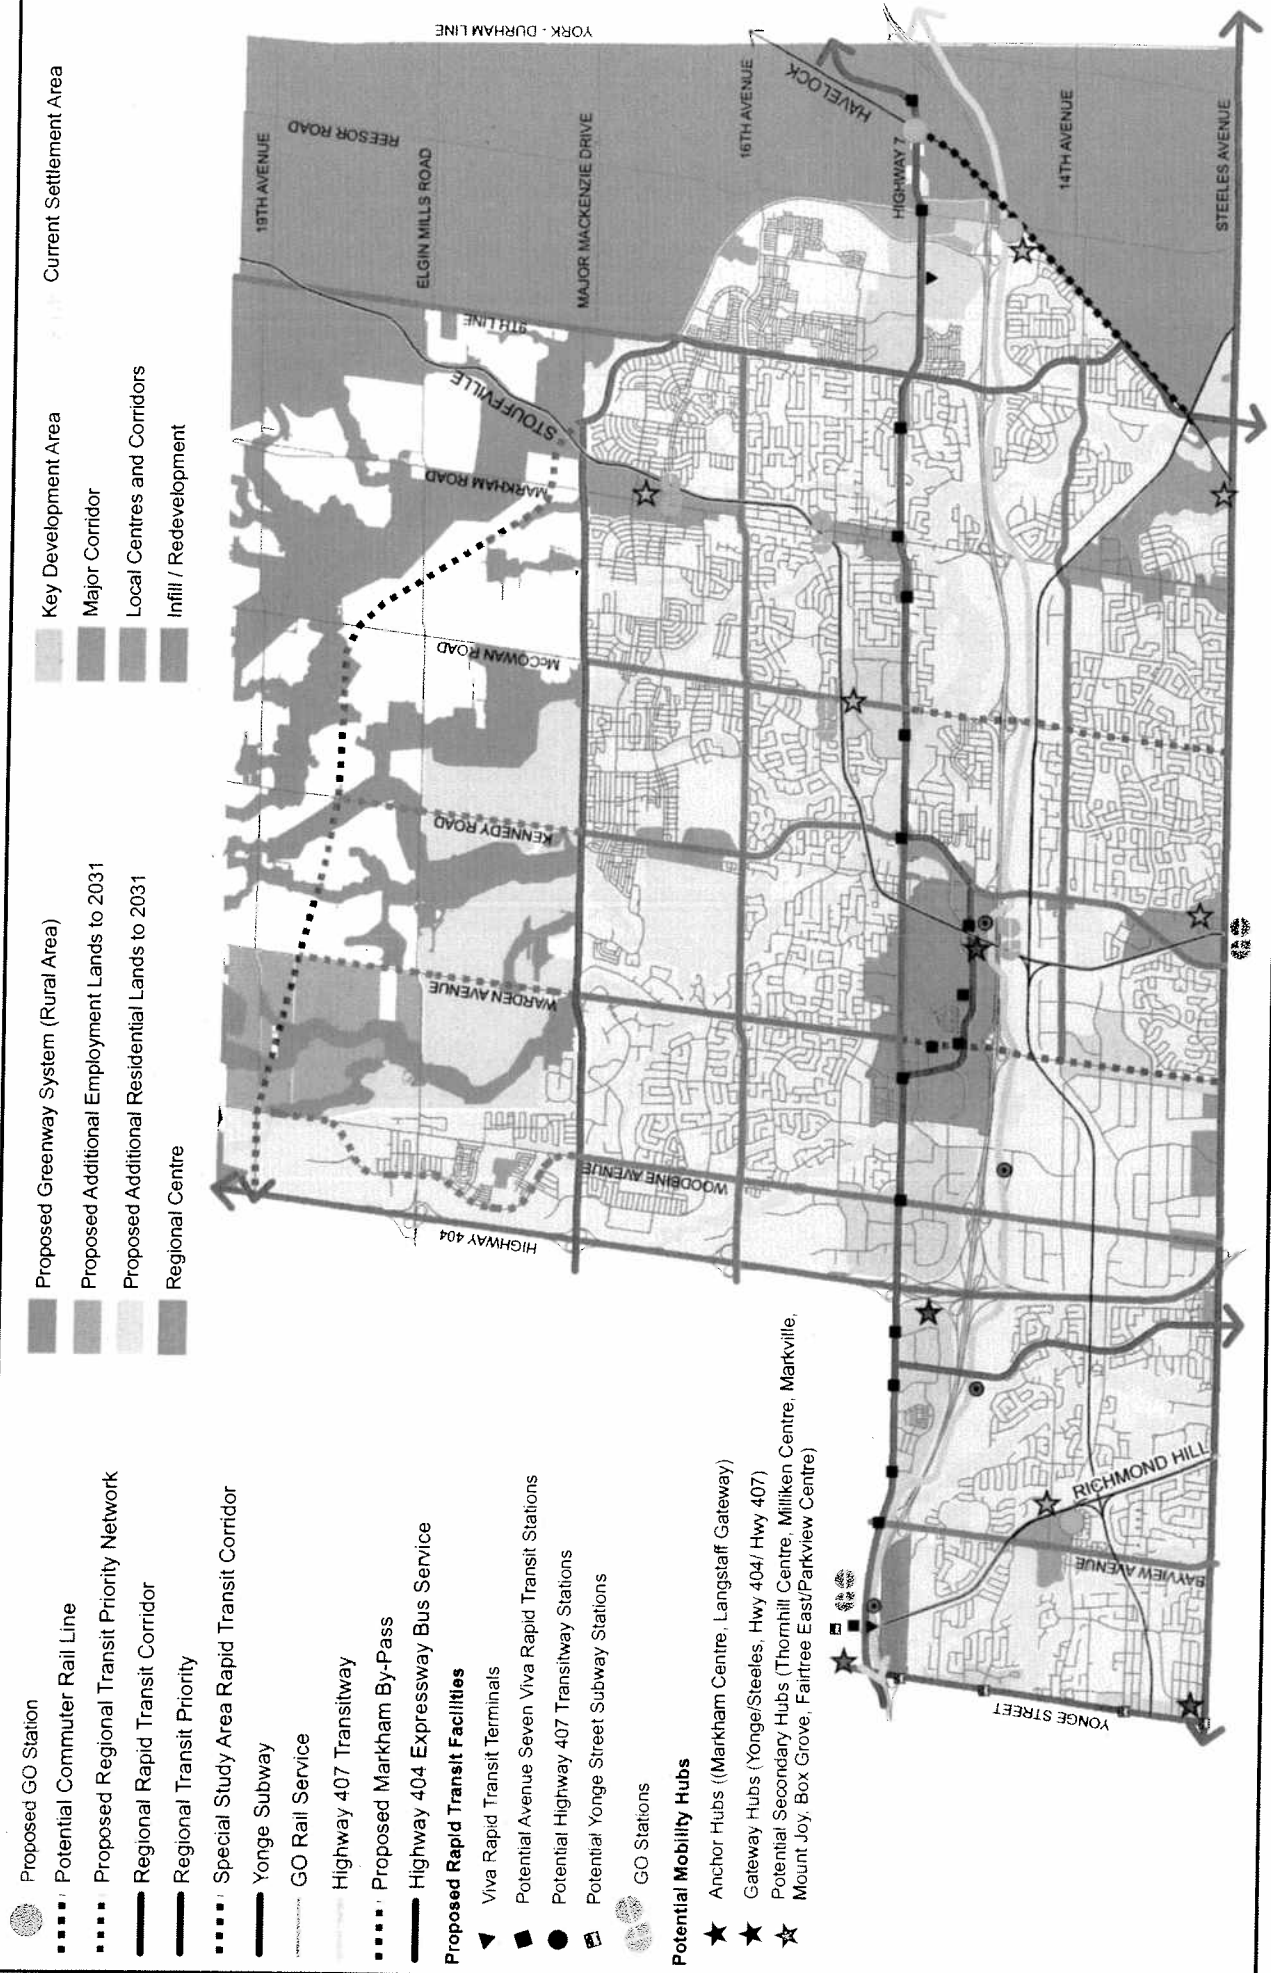 Proposed GO Station
Potential Commuter Rail Line
Proposed Regional Transit Priority Network
Regional Rapid Transit Corridor
Regional Transit Priority
Special Study Area Rapid Transit Corridor
Yonge Subway
GO Rail Service
Highway 407 Transitway
Proposed Markham By-Pass
Highway 404 Expressway Bus Service
Proposed Rapid Transit Facilities
Viva Rapid Transit Terminals
Potential Avenue Seven Viva Rapid Transit Stations
Potential Highway 407 Transitway Stations
Potential Yonge Street Subway Stations
GO Stations
Potential Mobility Hubs
Anchor Hubs ((Markham Centre, Langstaff Gateway)
Gateway Hubs (Yonge/Steeles, Hwy 404/ Hwy 407)
Potential Secondary Hubs (Thornhill Centre, Milliken Centre, Markville,
Mount Joy, Box Grove, Fairtree East/Parkview Centre)
Proposed Greenway System (Rural Area)
Proposed Additional Employment Lands to 2031
Proposed Additional Residential Lands to 2031
Regional Centre
Key Development Area
Major Corridor
Local Centres and Corridors
Infill / Redevelopment
Current Settlement Area
19TH AVENUE
ELGIN MILLS ROAD
MAJOR MACKENZIE DRIVE
16TH AVENUE
HIGHWAY 7
14TH AVENUE
STEELES AVENUE
YORK - DURHAM LINE
REESOR ROAD
HAVELOCK
9TH LINE
STOUFFVILLE
MARKHAM ROAD
McCOWAN ROAD
KENNEDY ROAD
WARDEN AVENUE
WOODBINE AVENUE
HIGHWAY 404
RICHMOND HILL
BAYVIEW AVENUE
YONGE STREET